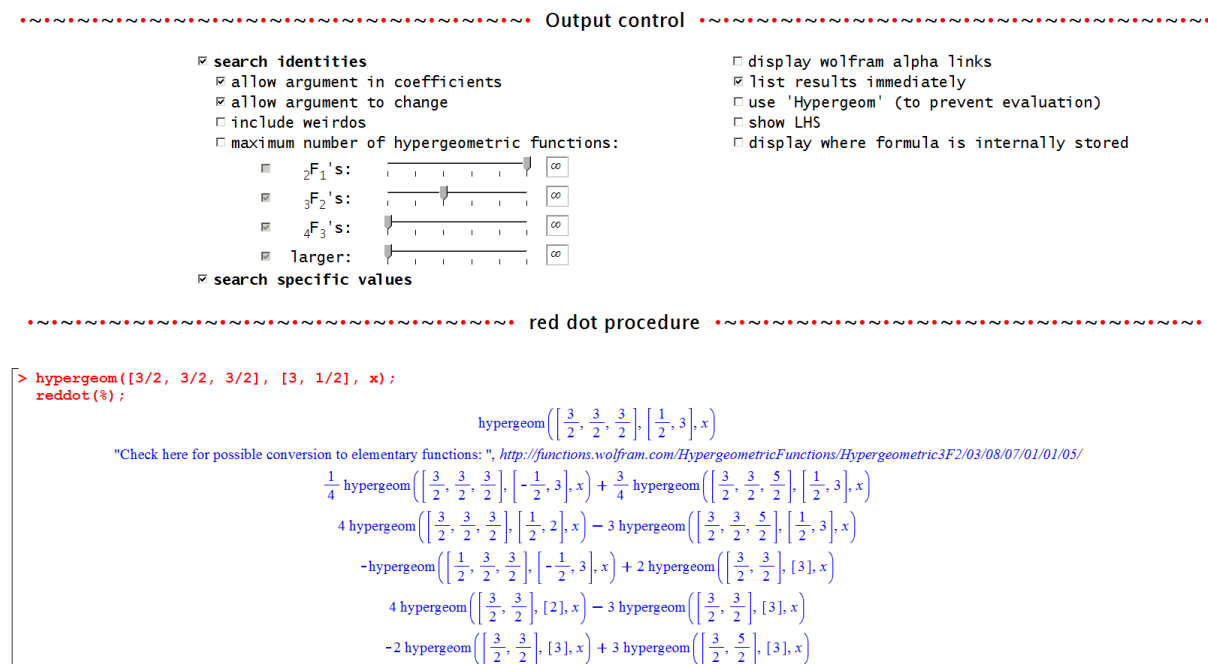 Output control
search identities
allow argument in coefficients
allow argument to change
include weirdos
maximum number of hypergeometric functions:
₂F₁'s: ∞
₃F₂'s: ∞
₄F₃'s: ∞
larger: ∞
search specific values
display wolfram alpha links
list results immediately
use 'Hypergeom' (to prevent evaluation)
show LHS
display where formula is internally stored
red dot procedure
> hypergeom([3/2, 3/2, 3/2], [3, 1/2], x);
reddot(%);
hypergeom([3/2, 3/2, 3/2], [1/2, 3], x)
"Check here for possible conversion to elementary functions: ", http://functions.wolfram.com/HypergeometricFunctions/Hypergeometric3F2/03/08/07/01/01/05/
1/4 hypergeom([3/2, 3/2, 3/2], [-1/2, 3], x) + 3/4 hypergeom([3/2, 3/2, 5/2], [1/2, 3], x)
4 hypergeom([3/2, 3/2, 3/2], [1/2, 2], x) − 3 hypergeom([3/2, 3/2, 5/2], [1/2, 3], x)
-hypergeom([1/2, 3/2, 3/2], [-1/2, 3], x) + 2 hypergeom([3/2, 3/2], [3], x)
4 hypergeom([3/2, 3/2], [2], x) − 3 hypergeom([3/2, 3/2], [3], x)
-2 hypergeom([3/2, 3/2], [3], x) + 3 hypergeom([3/2, 5/2], [3], x)